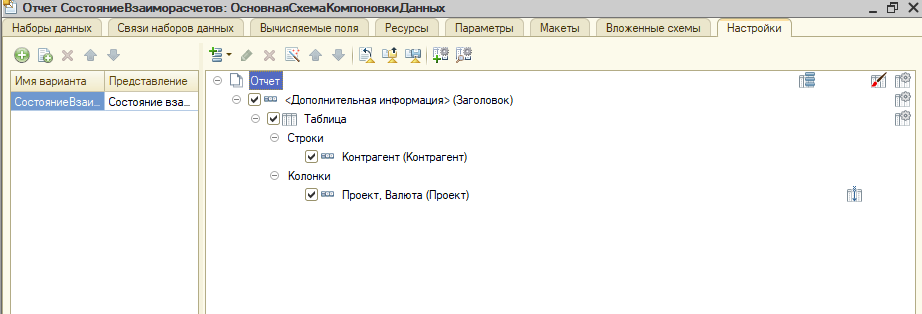 Отчет СостояниеВзаиморасчетов: ОсновнаяСхемаКомпоновкиДанных
Наборы данных Связи наборов данных Вычисляемые поля Ресурсы Параметры Макеты Вложенные схемы Настройки
Имя варианта Представление
СостояниеВзаи... Состояние вза...
Отчет
<Дополнительная информация> (Заголовок)
Таблица
Строки
Контрагент (Контрагент)
Колонки
Проект, Валюта (Проект)